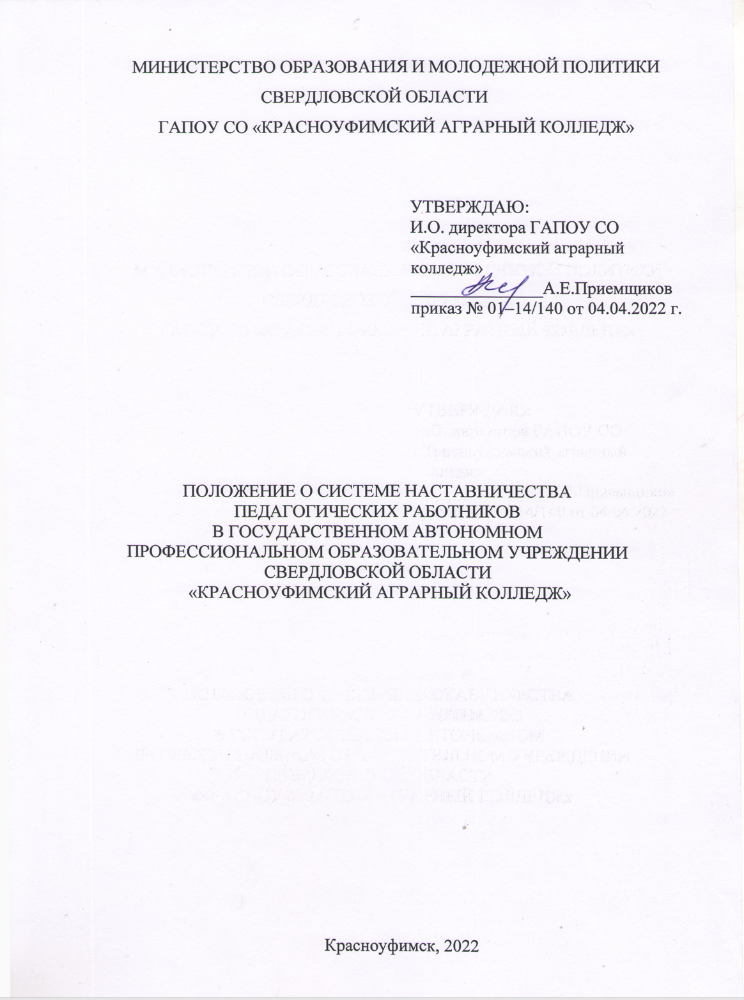 МИНИСТЕРСТВО ОБРАЗОВАНИЯ И МОЛОДЕЖНОЙ ПОЛИТИКИ
СВЕРДЛОВСКОЙ ОБЛАСТИ
ГАПОУ СО «КРАСНОУФИМСКИЙ АГРАРНЫЙ КОЛЛЕДЖ»
УТВЕРЖДАЮ:
И.О. директора ГАПОУ СО
«Красноуфимский аграрный
колледж»
_______________А.Е.Приемщиков
приказ № 01–14/140 от 04.04.2022 г.
ПОЛОЖЕНИЕ О СИСТЕМЕ НАСТАВНИЧЕСТВА
ПЕДАГОГИЧЕСКИХ РАБОТНИКОВ
В ГОСУДАРСТВЕННОМ АВТОНОМНОМ
ПРОФЕССИОНАЛЬНОМ ОБРАЗОВАТЕЛЬНОМ УЧРЕЖДЕНИИ
СВЕРДЛОВСКОЙ ОБЛАСТИ
«КРАСНОУФИМСКИЙ АГРАРНЫЙ КОЛЛЕДЖ»
Красноуфимск, 2022